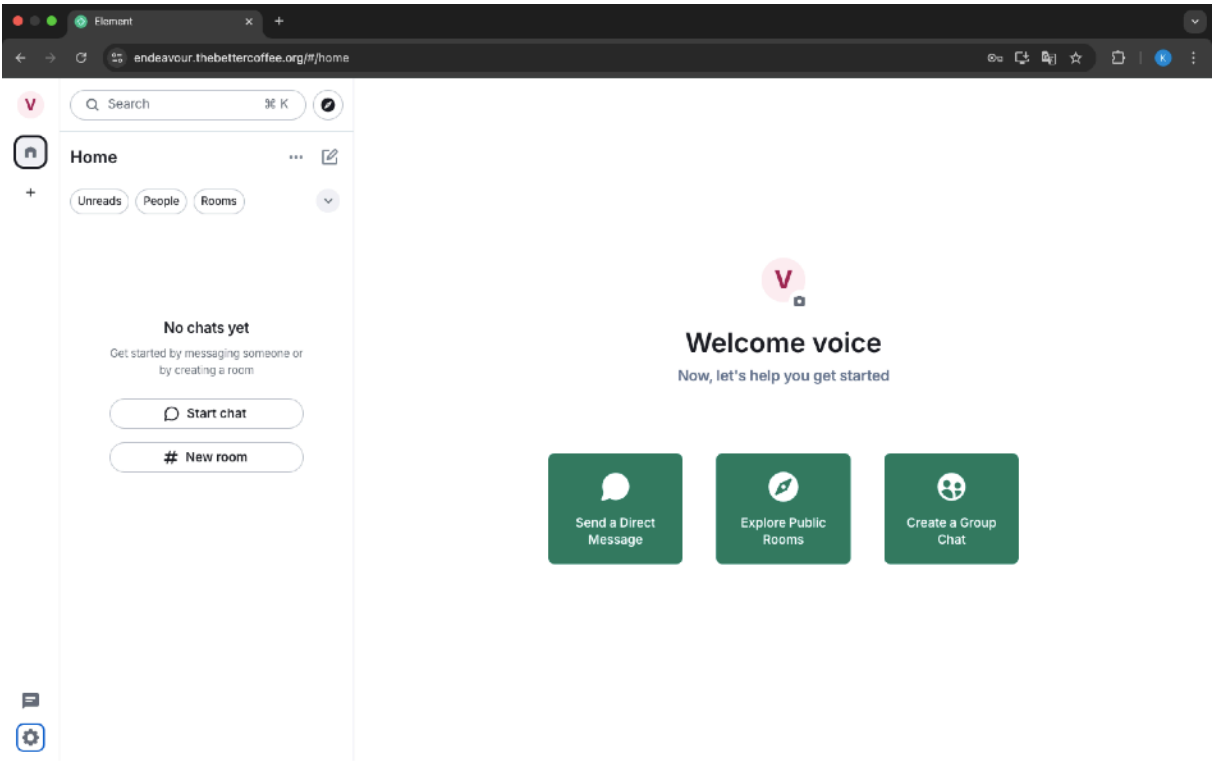 Element
endeavour.thebettercoffee.org/#/home
K
V
Search ⌘ K
Home
Unreads People Rooms
No chats yet
Get started by messaging someone or
by creating a room
Start chat
# New room
V
Welcome voice
Now, let's help you get started
Send a Direct
Message
Explore Public
Rooms
Create a Group
Chat